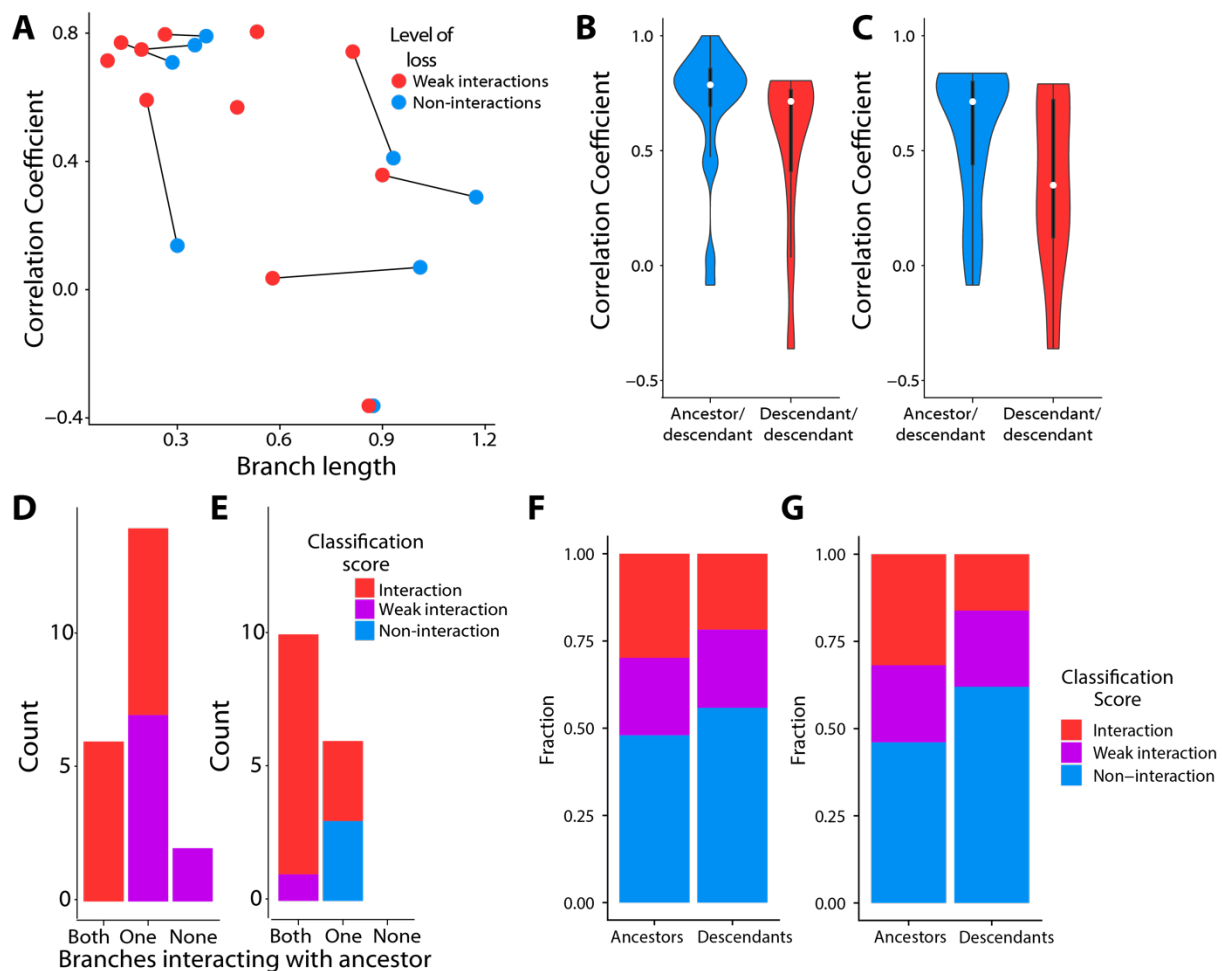 A
0.8
0.4
0.0
−0.4
Correlation Coefficient
0.3
0.6
0.9
1.2
Branch length
Level of
loss
Weak interactions
Non-interactions
B
1.0
0.5
0.0
−0.5
Correlation Coefficient
Ancestor/
descendant
Descendant/
descendant
C
1.0
0.5
0.0
−0.5
Correlation Coefficient
Ancestor/
descendant
Descendant/
descendant
D
10
5
0
Count
Both One None
E
10
5
0
Count
Classification
score
Interaction
Weak interaction
Non-interaction
Both One None
Branches interacting with ancestor
F
1.00
0.75
0.50
0.25
0.00
Fraction
Ancestors Descendants
G
1.00
0.75
0.50
0.25
0.00
Fraction
Ancestors Descendants
Classification
Score
Interaction
Weak interaction
Non−interaction